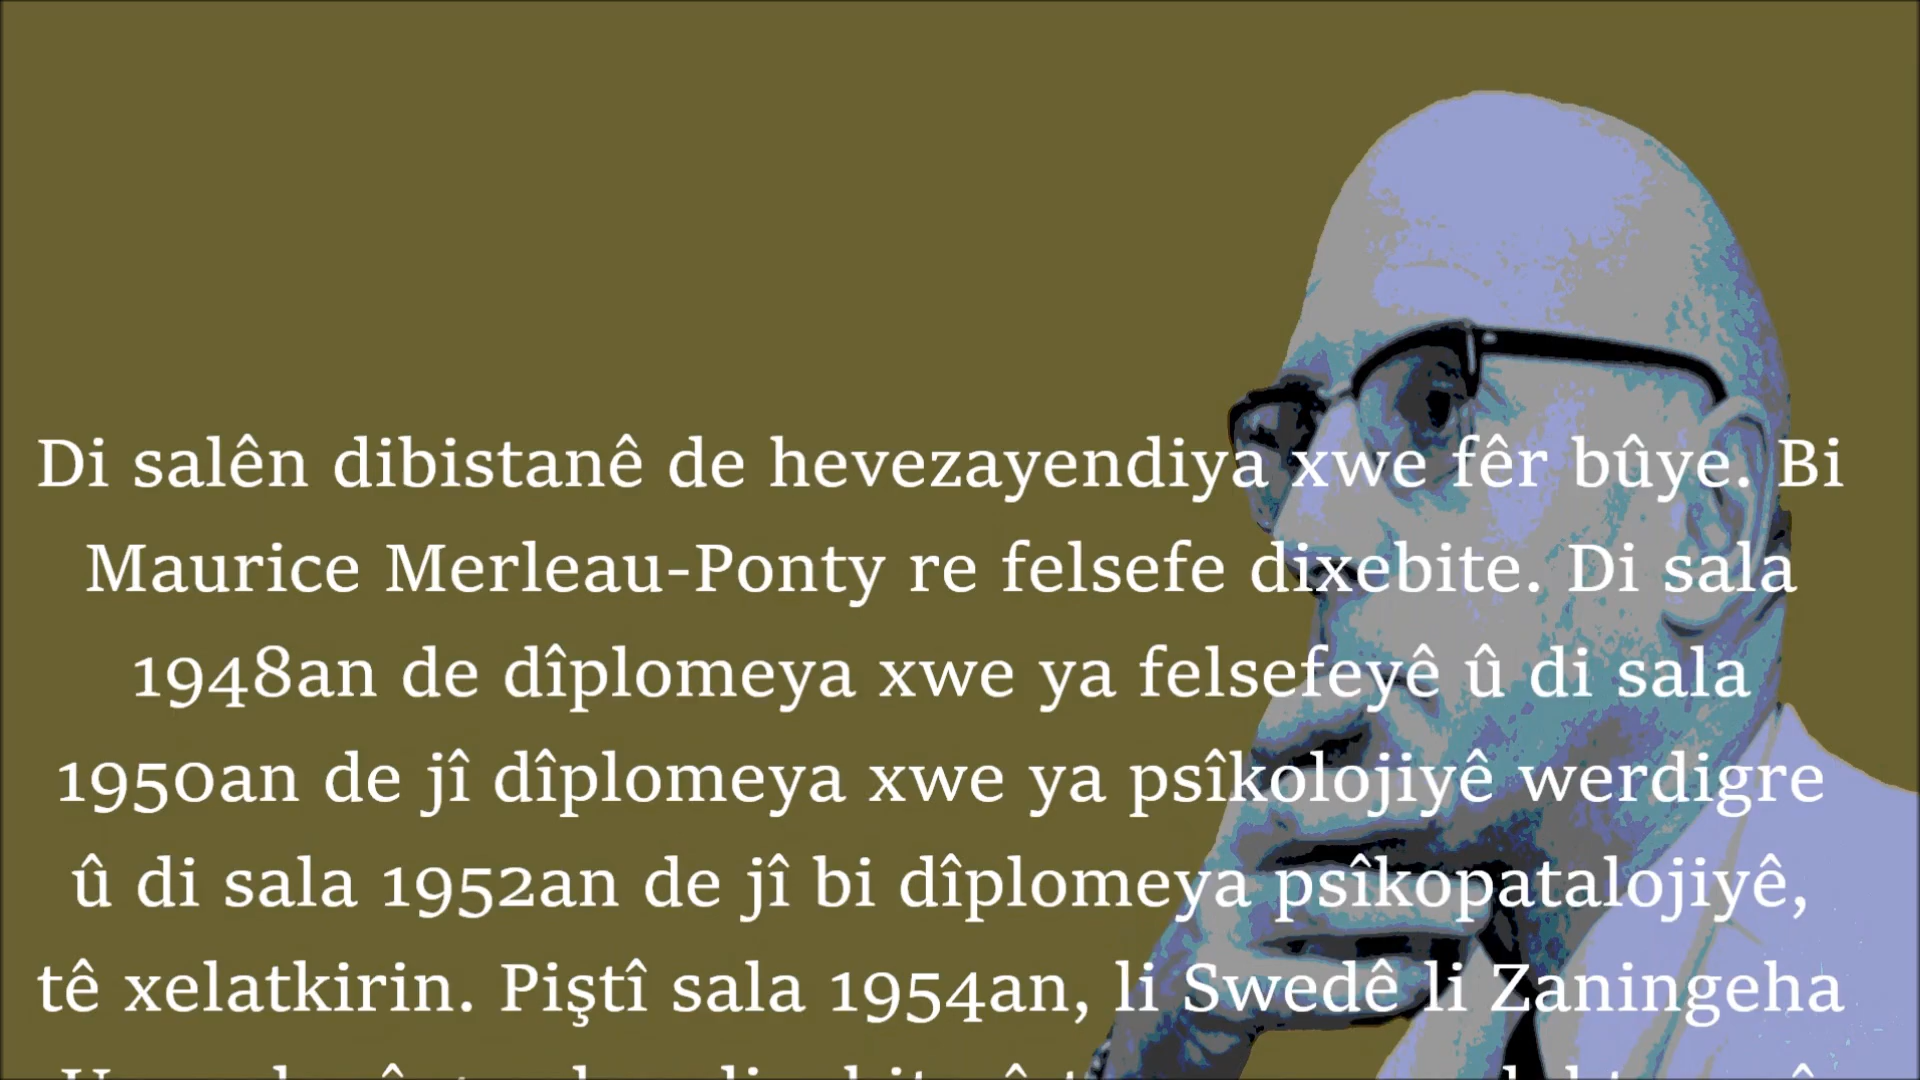 Di salên dibistanê de hevezayendiya xwe fêr bûye. Bi
Maurice Merleau-Ponty re felsefe dixebite. Di sala
1948an de dîplomeya xwe ya felsefeyê û di sala
1950an de jî dîplomeya xwe ya psîkolojiyê werdigre
û di sala 1952an de jî bi dîplomeya psîkopatalojiyê,
tê xelatkirin. Piştî sala 1954an, li Swedê li Zaningeha